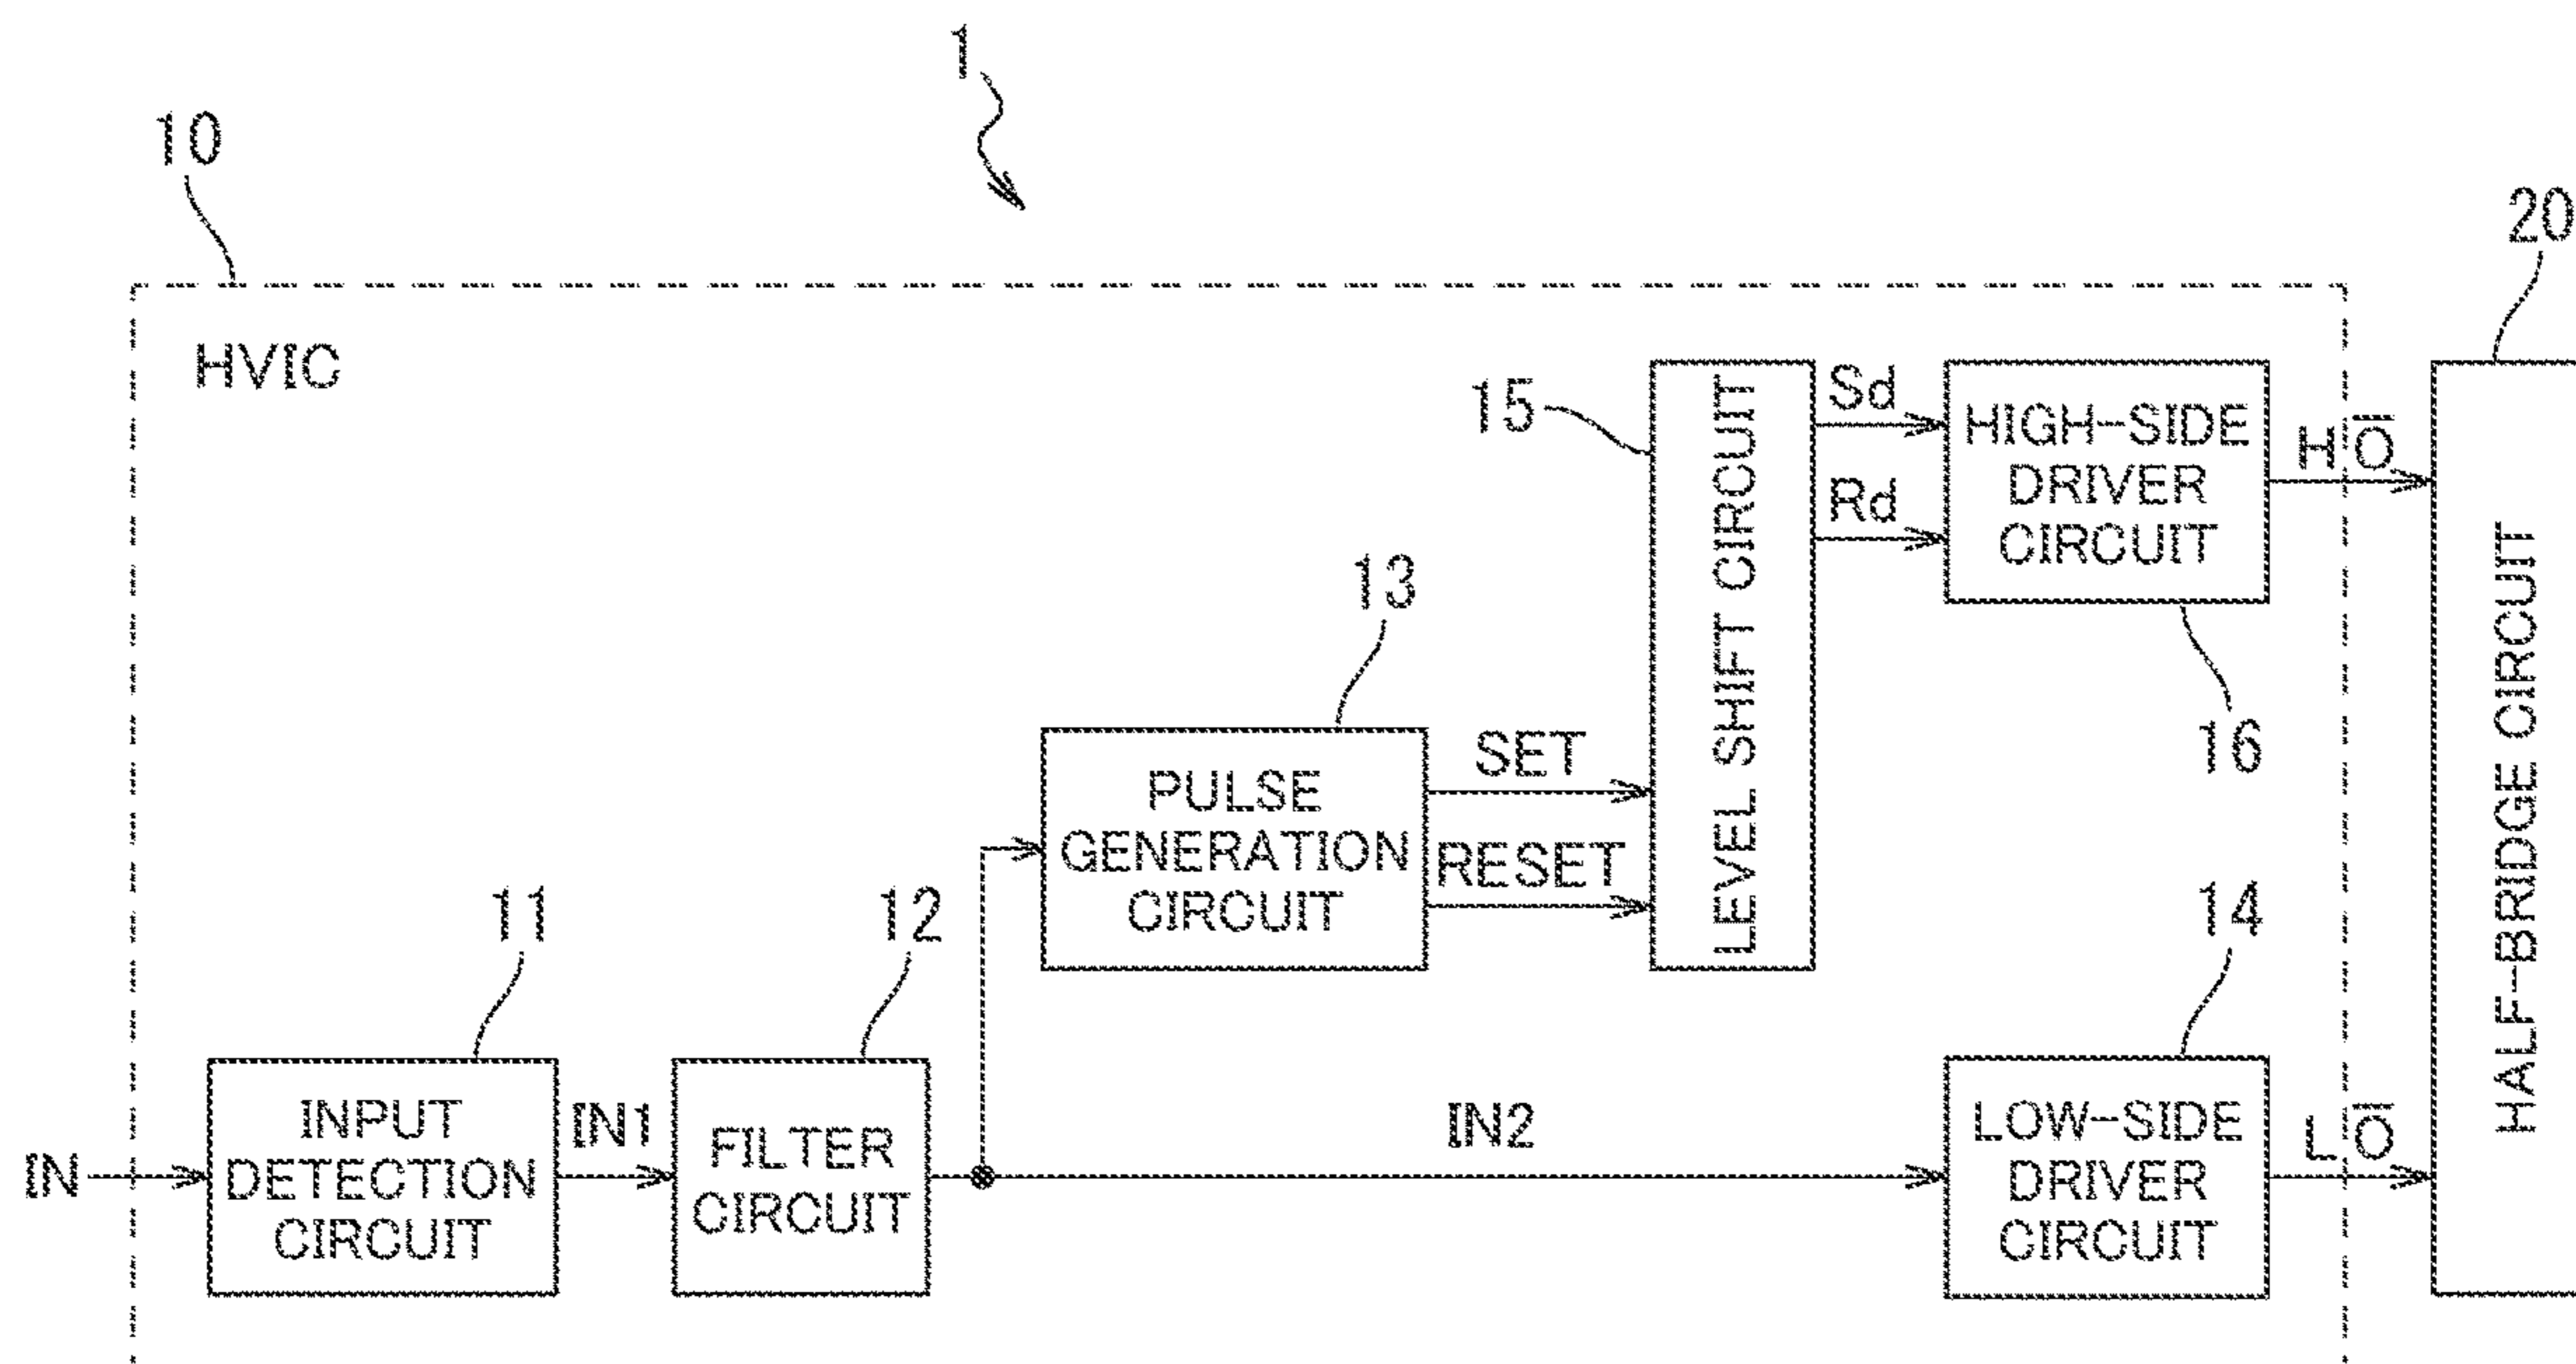 1
10
20
HVIC
15
LEVEL SHIFT CIRCUIT
Sd
Rd
HIGH-SIDE
DRIVER
CIRCUIT
HO̅
HALF-BRIDGE CIRCUIT
16
13
PULSE
GENERATION
CIRCUIT
SET
RESET
11
12
14
IN
INPUT
DETECTION
CIRCUIT
IN1
FILTER
CIRCUIT
IN2
LOW-SIDE
DRIVER
CIRCUIT
LO̅